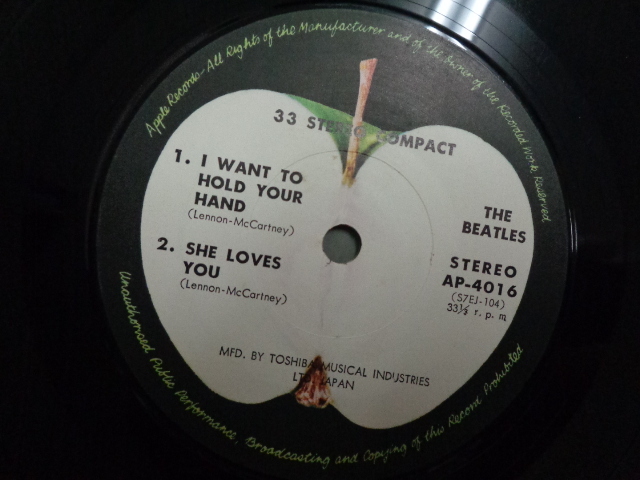 Apple Records-All Rights of the Manufacturer and of the Owner of the Recorded Work Reserved
33 STEREO COMPACT
1. I WANT TO
HOLD YOUR
HAND
(Lennon-McCartney)
2. SHE LOVES
YOU
(Lennon-McCartney)
THE
BEATLES
STEREO
AP-4016
(S7EJ-104)
33⅓ r. p. m
MFD. BY TOSHIBA MUSICAL INDUSTRIES
LTD. JAPAN
Unauthorised Public Performance, Broadcasting and Copying of this Record Prohibited